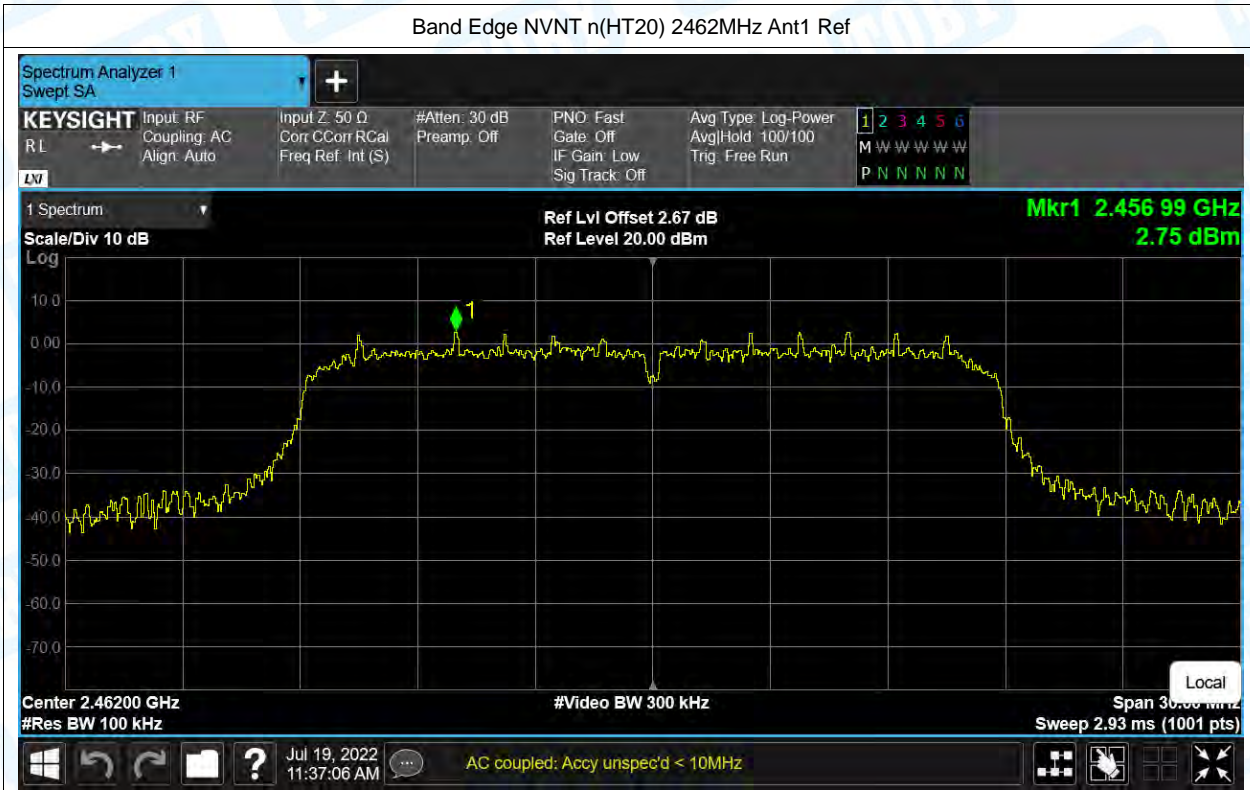 Band Edge NVNT n(HT20) 2462MHz Ant1 Ref
Spectrum Analyzer 1
Swept SA
+
KEYSIGHT
RL
LXI
Input: RF
Coupling: AC
Align: Auto
Input Z: 50 Ω
Corr CCorr RCal
Freq Ref: Int (S)
#Atten: 30 dB
Preamp: Off
PNO: Fast
Gate: Off
IF Gain: Low
Sig Track: Off
Avg Type: Log-Power
Avg|Hold: 100/100
Trig: Free Run
1 2 3 4 5 6
M W W W W W
P N N N N N
1 Spectrum
Scale/Div 10 dB
Ref Lvl Offset 2.67 dB
Ref Level 20.00 dBm
Mkr1 2.456 99 GHz
2.75 dBm
Log
10.0
0.00
-10.0
-20.0
-30.0
-40.0
-50.0
-60.0
-70.0
1
Local
Center 2.46200 GHz
#Res BW 100 kHz
#Video BW 300 kHz
Span 30.00 MHz
Sweep 2.93 ms (1001 pts)
?
Jul 19, 2022
11:37:06 AM
AC coupled: Accy unspec'd < 10MHz